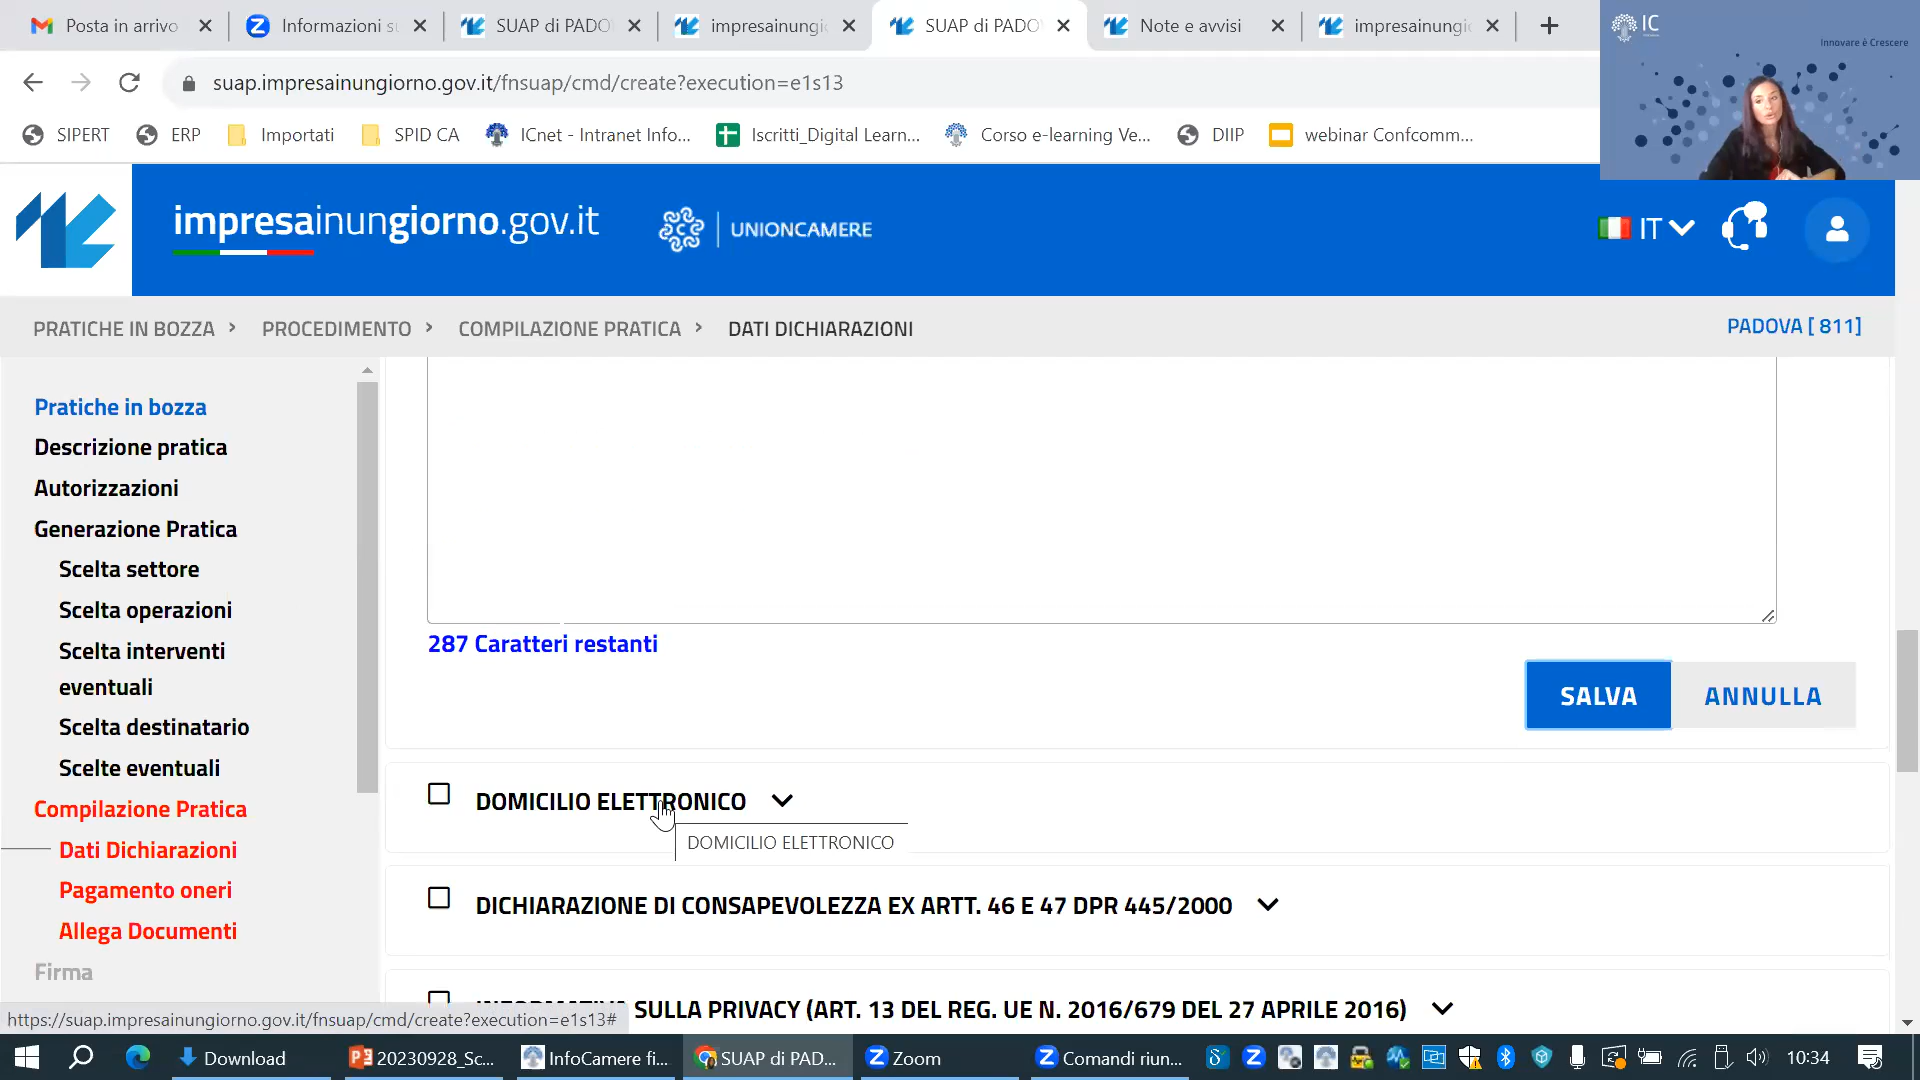 Posta in arrivo
Informazioni su
SUAP di PADO
impresainungio
SUAP di PADO
Note e avvisi
impresainungio
IC
Innovare è Crescere
suap.impresainungiorno.gov.it/fnsuap/cmd/create?execution=e1s13
SIPERT
ERP
Importati
SPID CA
ICnet - Intranet Info...
Iscritti_Digital Learn...
Corso e-learning Ve...
DIIP
webinar Confcomm...
impresainungiorno.gov.it
UNIONCAMERE
IT
PRATICHE IN BOZZA > PROCEDIMENTO > COMPILAZIONE PRATICA > DATI DICHIARAZIONI
PADOVA [ 811]
Pratiche in bozza
Descrizione pratica
Autorizzazioni
Generazione Pratica
Scelta settore
Scelta operazioni
Scelta interventi
eventuali
Scelta destinatario
Scelte eventuali
Compilazione Pratica
Dati Dichiarazioni
Pagamento oneri
Allega Documenti
Firma
287 Caratteri restanti
SALVA
ANNULLA
DOMICILIO ELETTRONICO
DOMICILIO ELETTRONICO
DICHIARAZIONE DI CONSAPEVOLEZZA EX ARTT. 46 E 47 DPR 445/2000
INFORMATIVA SULLA PRIVACY (ART. 13 DEL REG. UE N. 2016/679 DEL 27 APRILE 2016)
https://suap.impresainungiorno.gov.it/fnsuap/cmd/create?execution=e1s13#
Download
20230928_Sc...
InfoCamere fi...
SUAP di PAD...
Zoom
Comandi riun...
10:34